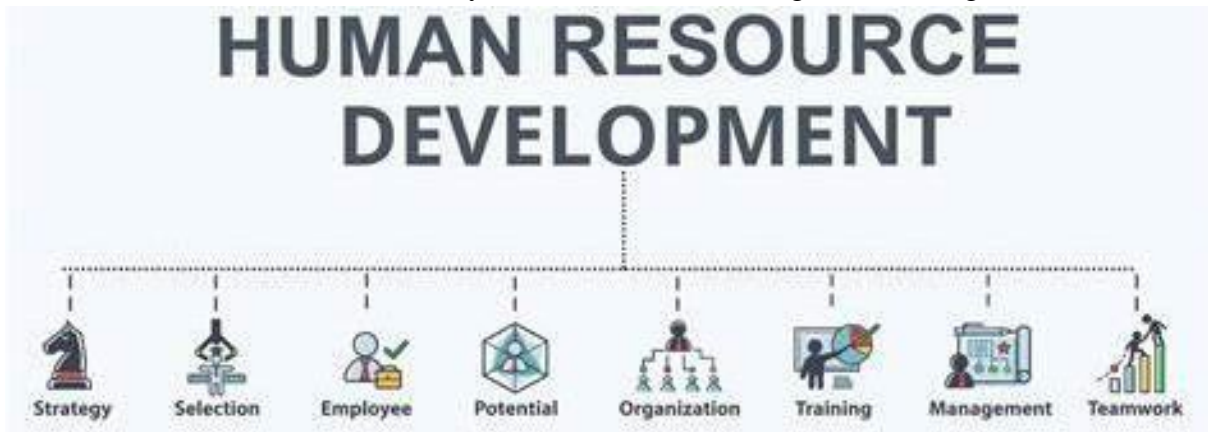 HUMAN RESOURCE
DEVELOPMENT
Strategy Selection Employee Potential Organization Training Management Teamwork